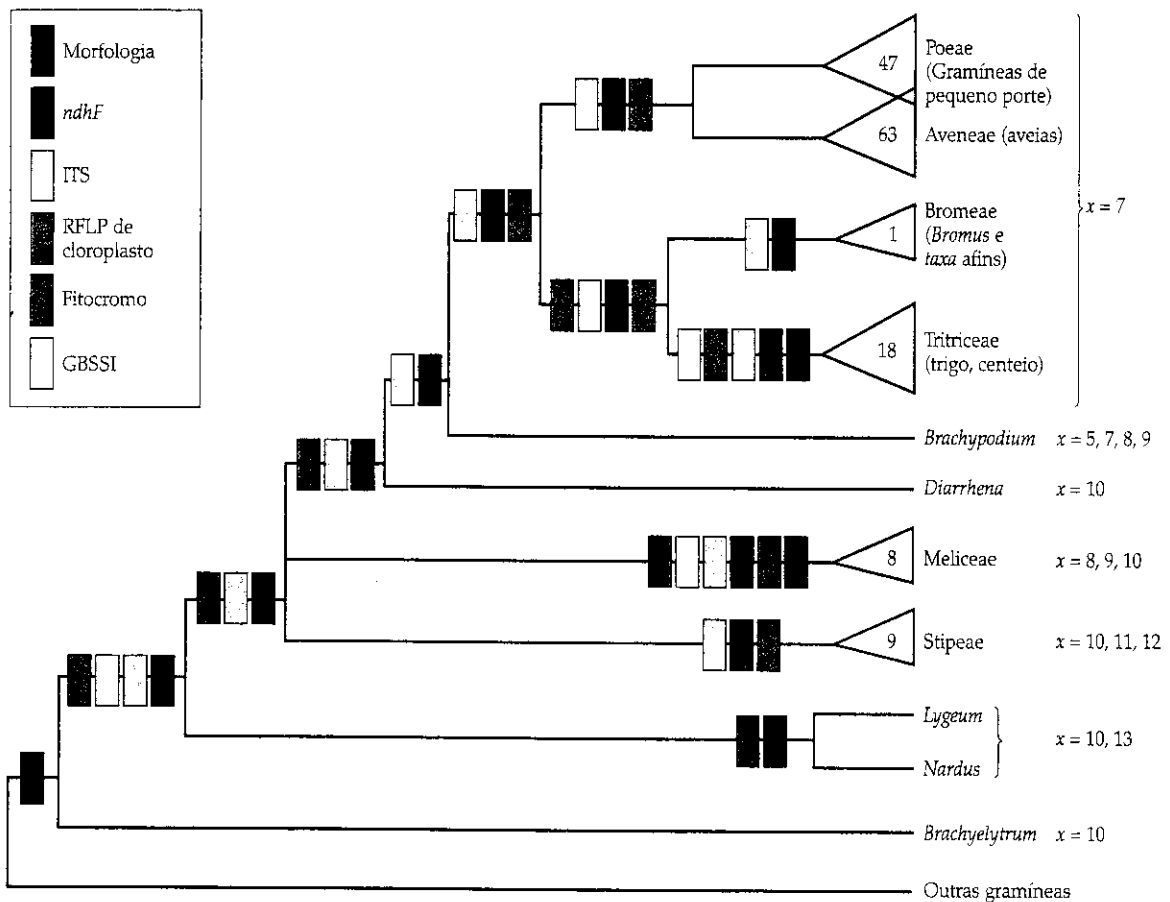 Morfologia
ndhF
ITS
RFLP de
cloroplasto
Fitocromo
GBSSI
47
Poeae
(Gramíneas de
pequeno porte)
63
Aveneae (aveias)
x = 7
1
Bromeae
(Bromus e
taxa afins)
18
Tritriceae
(trigo, centeio)
Brachypodium x = 5, 7, 8, 9
Diarrhena x = 10
8 Meliceae x = 8, 9, 10
9 Stipeae x = 10, 11, 12
Lygeum
x = 10, 13
Nardus
Brachyelytrum x = 10
Outras gramíneas